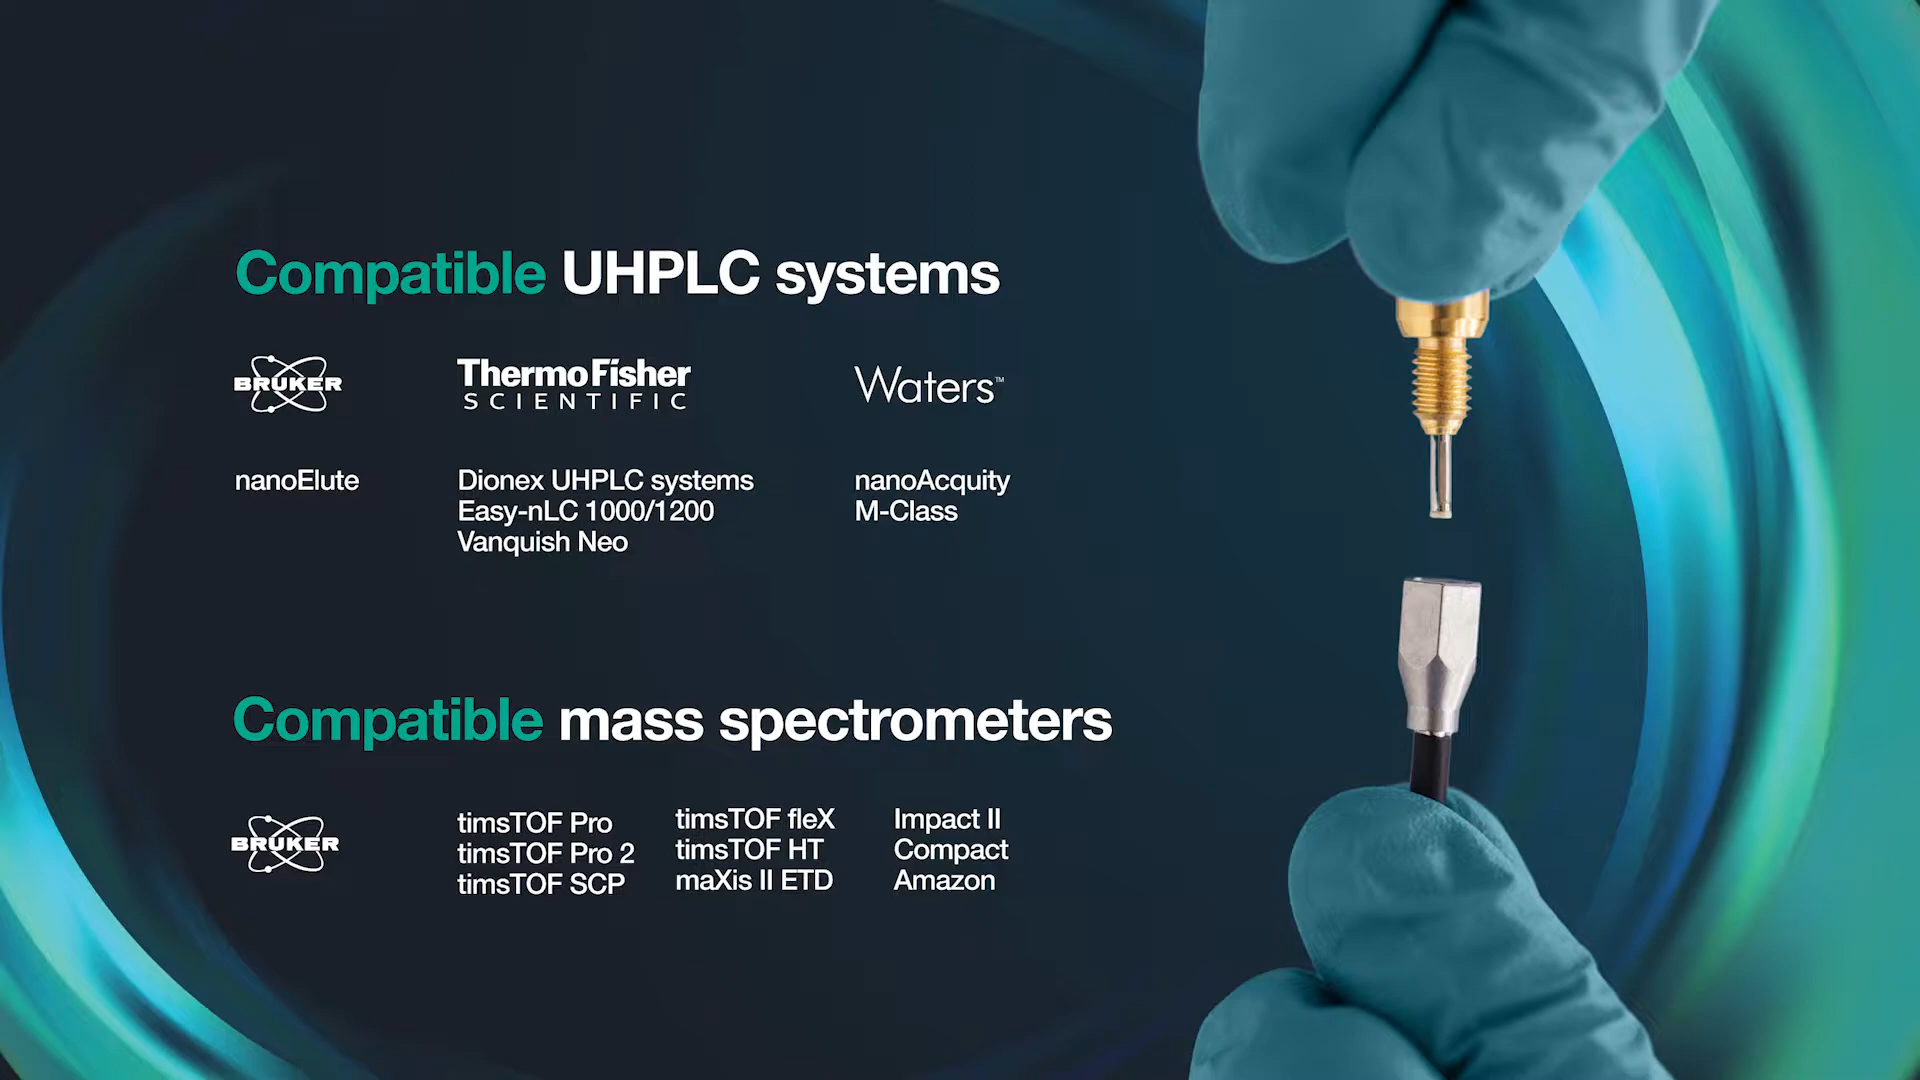 Compatible UHPLC systems
BRUKER
ThermoFisher
SCIENTIFIC
Waters™
nanoElute
Dionex UHPLC systems
Easy-nLC 1000/1200
Vanquish Neo
nanoAcquity
M-Class
Compatible mass spectrometers
BRUKER
timsTOF Pro
timsTOF Pro 2
timsTOF SCP
timsTOF fleX
timsTOF HT
maXis II ETD
Impact II
Compact
Amazon